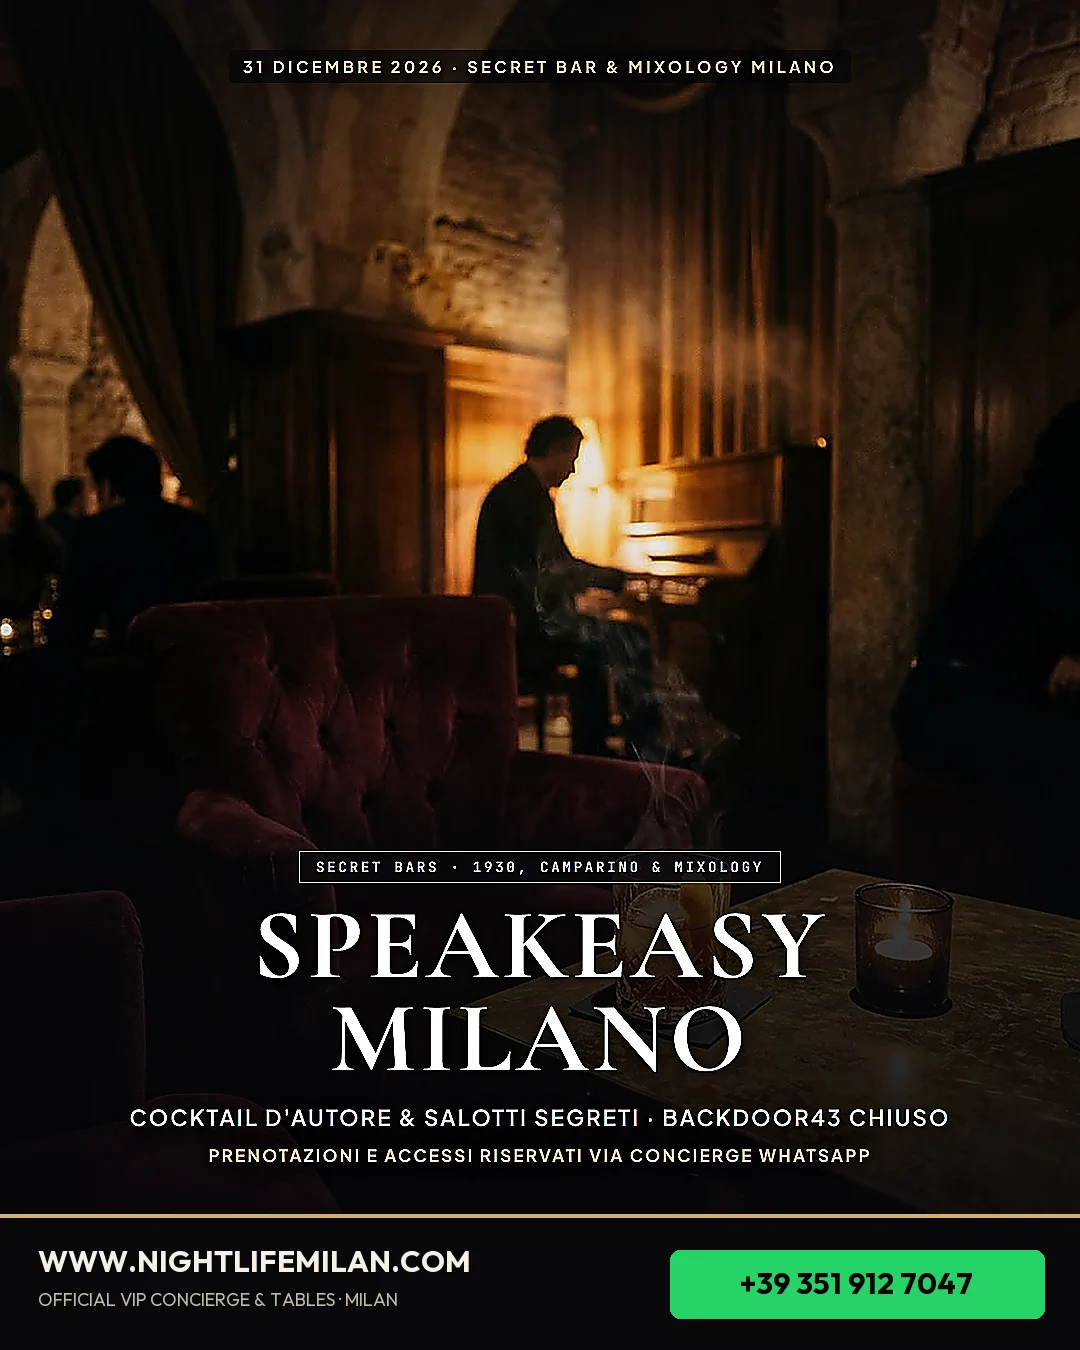 31 DICEMBRE 2026 · SECRET BAR & MIXOLOGY MILANO
SECRET BARS · 1930, CAMPARINO & MIXOLOGY
SPEAKEASY
MILANO
COCKTAIL D'AUTORE & SALOTTI SEGRETI · BACKDOOR43 CHIUSO
PRENOTAZIONI E ACCESSI RISERVATI VIA CONCIERGE WHATSAPP
WWW.NIGHTLIFEMILAN.COM
OFFICIAL VIP CONCIERGE & TABLES · MILAN
+39 351 912 7047